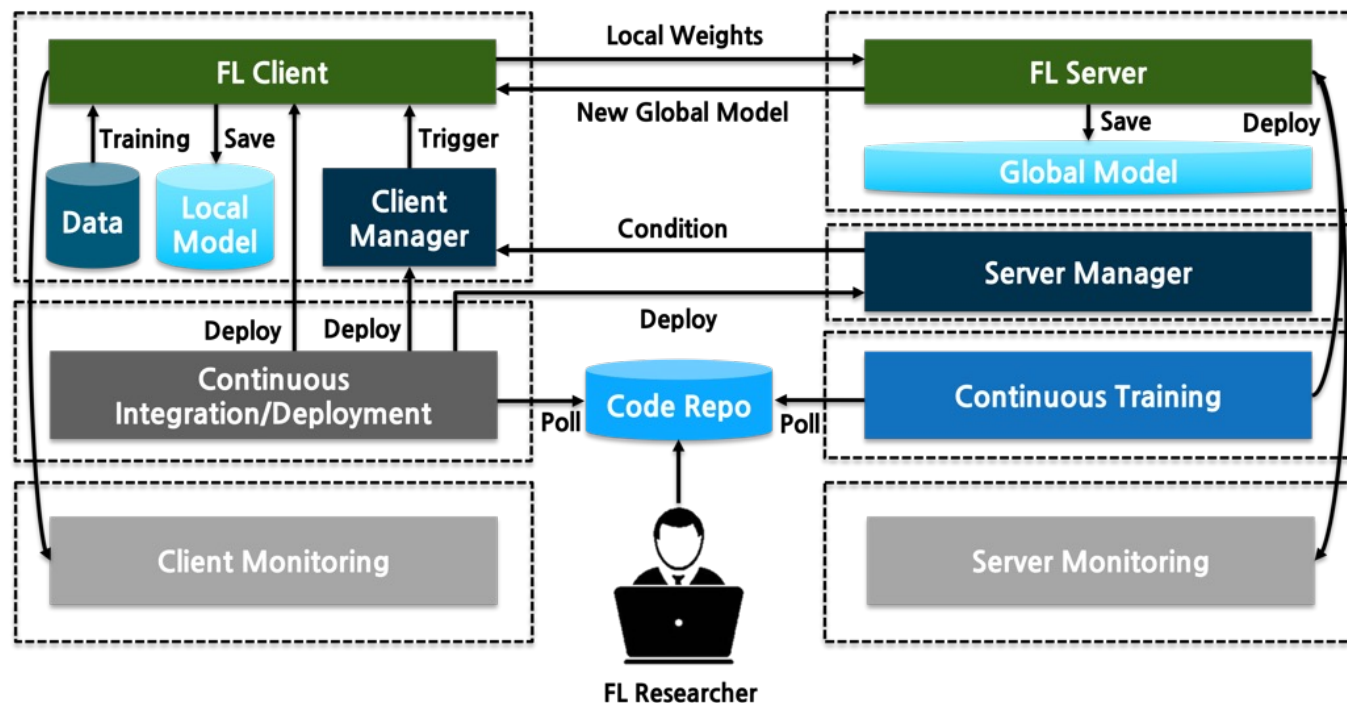 Local Weights
FL Client
FL Server
New Global Model
Training
Save
Trigger
Save
Deploy
Data
Local
Model
Client
Manager
Global Model
Condition
Server Manager
Deploy
Deploy
Deploy
Continuous
Integration/Deployment
Code Repo
Continuous Training
Poll
Poll
Client Monitoring
Server Monitoring
FL Researcher